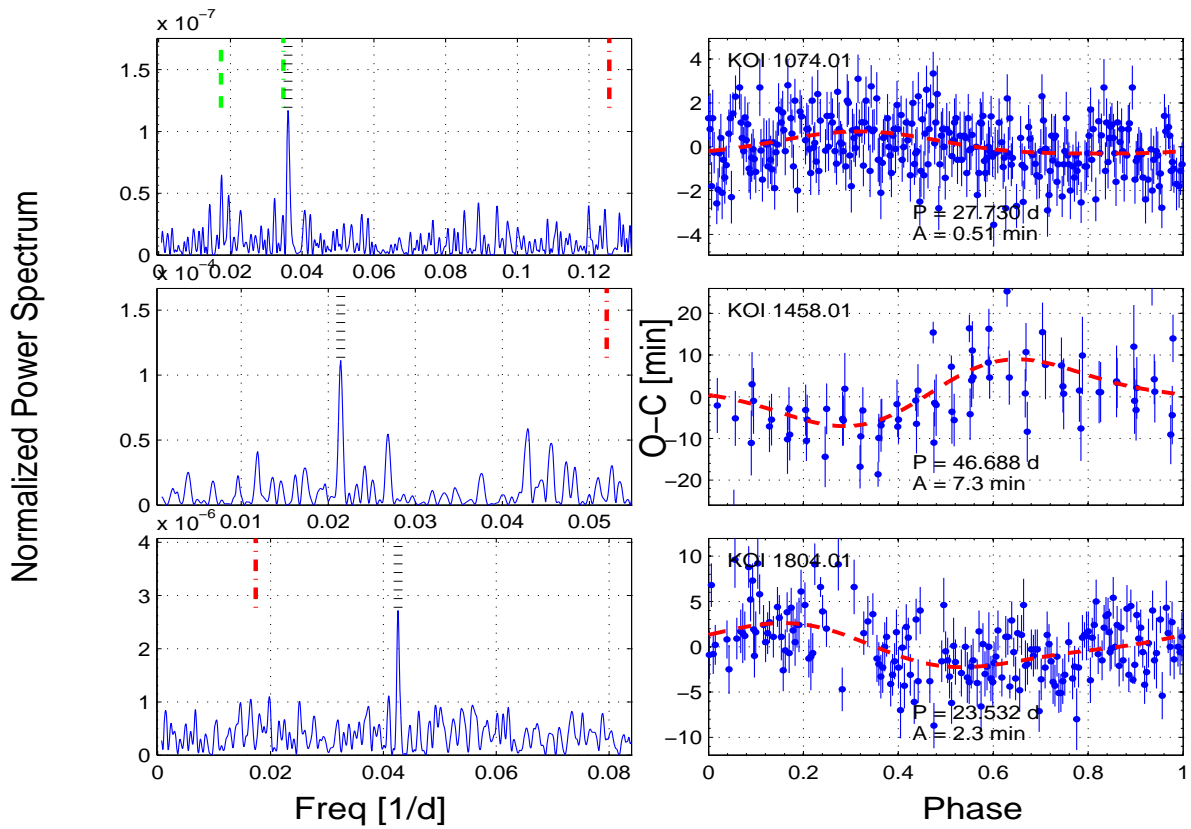 x 10⁻⁷
1.5
1
0.5
0
0 0.02 0.04 0.06 0.08 0.1 0.12
KOI 1074.01
4
2
0
−2
−4
P = 27.730 d
A = 0.51 min
x 10⁻⁴
1.5
1
0.5
0
0.01 0.02 0.03 0.04 0.05
KOI 1458.01
20
10
0
−10
−20
P = 46.688 d
A = 7.3 min
x 10⁻⁶
4
3
2
1
0
0 0.02 0.04 0.06 0.08
KOI 1804.01
10
5
0
−5
−10
P = 23.532 d
A = 2.3 min
0 0.2 0.4 0.6 0.8 1
Normalized Power Spectrum
O−C [min]
Freq [1/d]
Phase